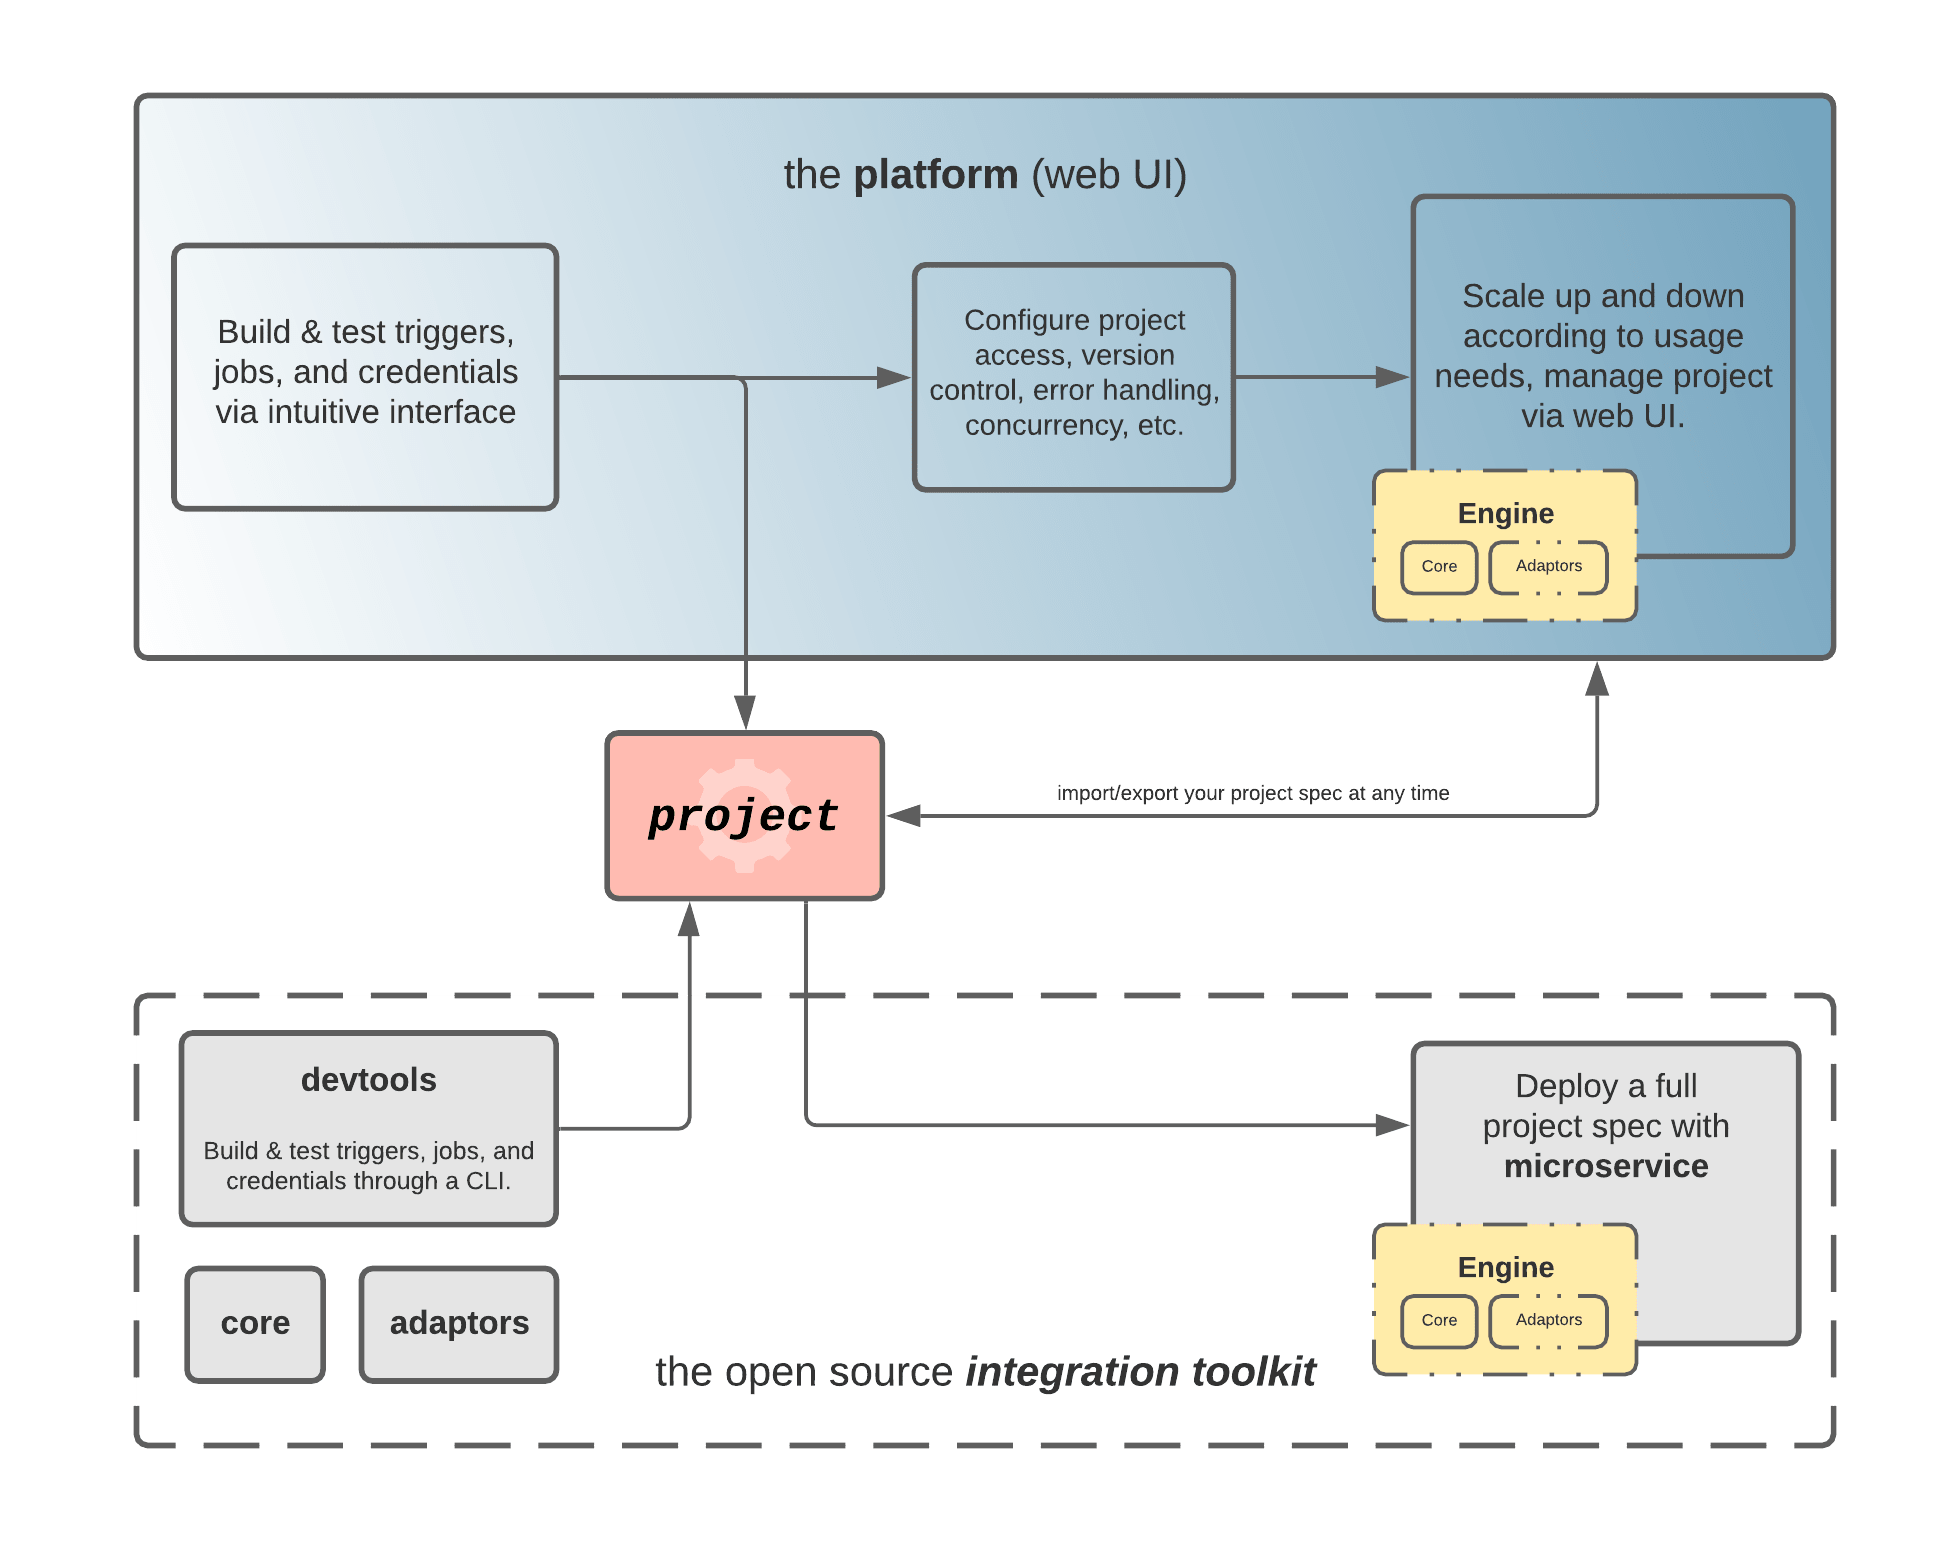 the platform (web UI)
Build & test triggers,
jobs, and credentials
via intuitive interface
Configure project
access, version
control, error handling,
concurrency, etc.
Scale up and down
according to usage
needs, manage project
via web UI.
Engine
Core
Adaptors
project
import/export your project spec at any time
devtools
Build & test triggers, jobs, and
credentials through a CLI.
core
adaptors
the open source integration toolkit
Deploy a full
project spec with
microservice
Engine
Core
Adaptors